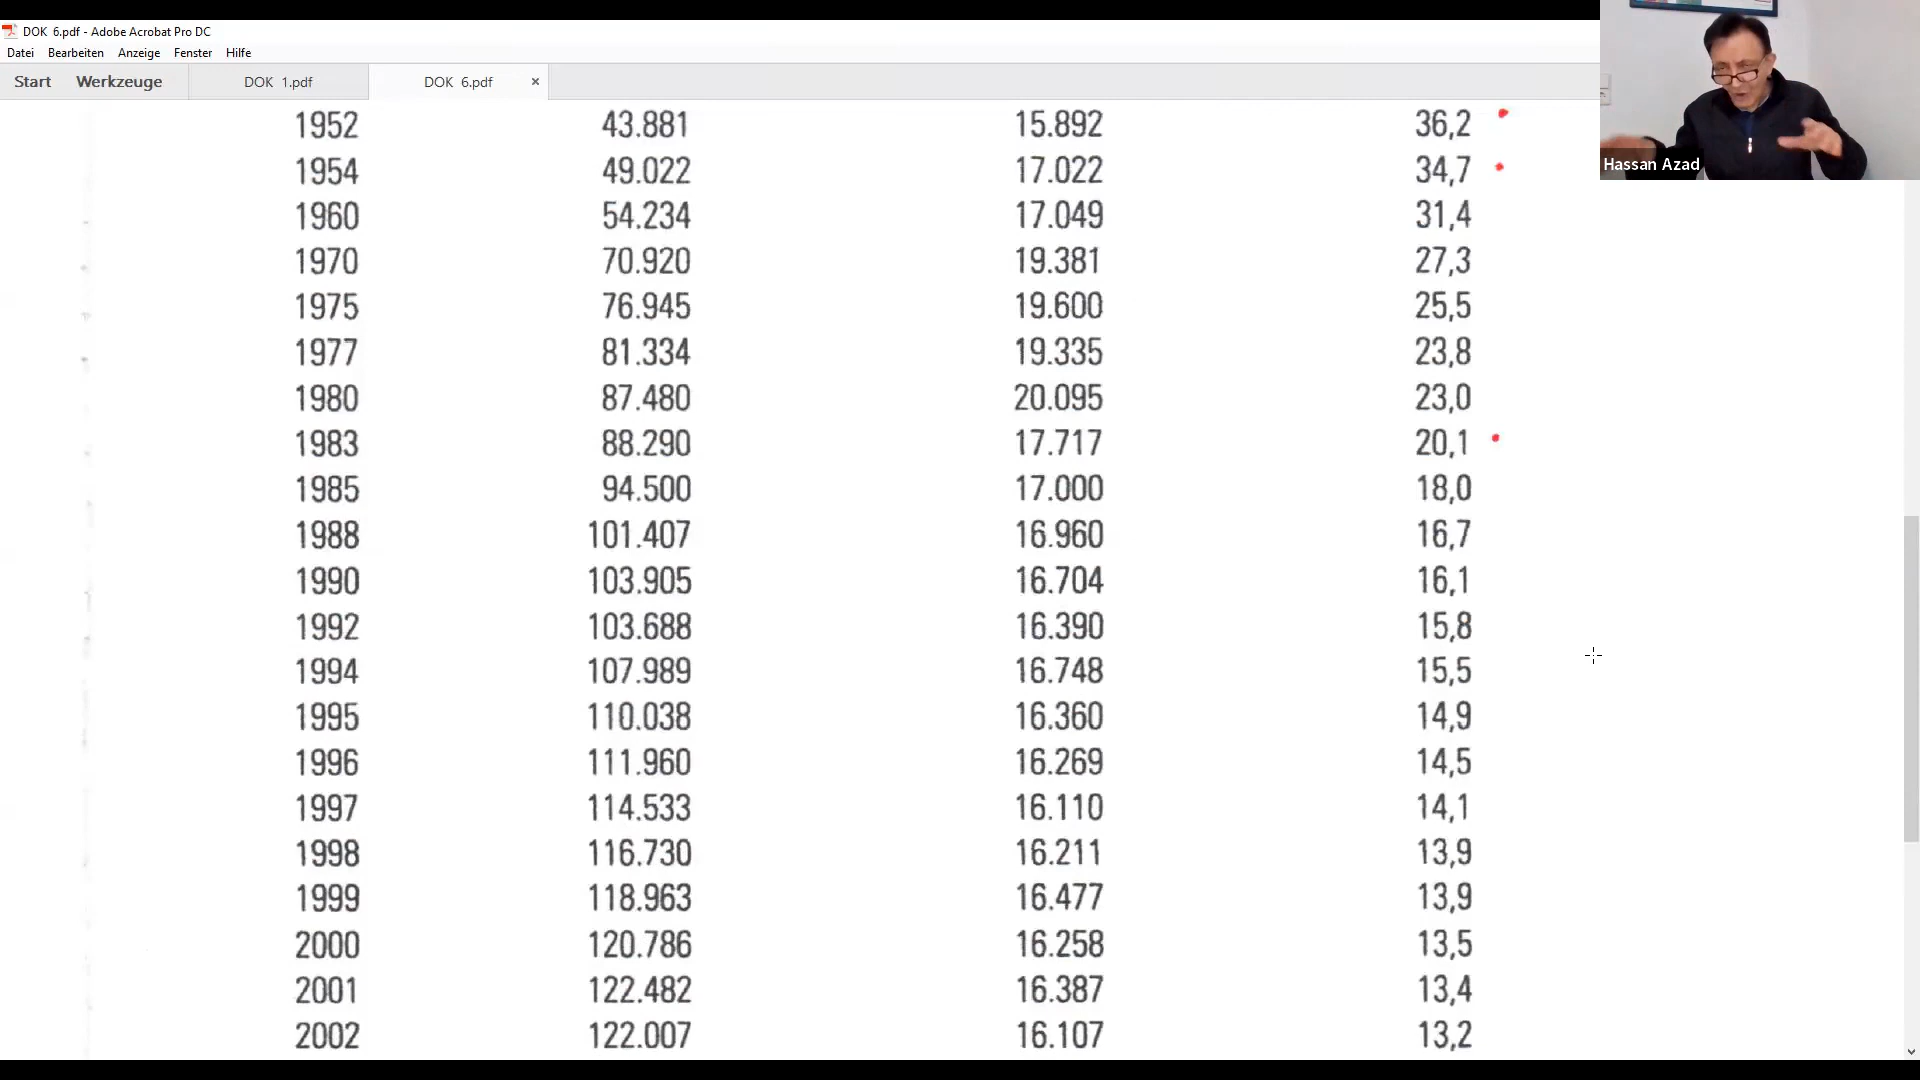 DOK 6.pdf - Adobe Acrobat Pro DC
Datei Bearbeiten Anzeige Fenster Hilfe
Start Werkzeuge DOK 1.pdf DOK 6.pdf ×
1952 43.881 15.892 36,2
1954 49.022 17.022 34,7
1960 54.234 17.049 31,4
1970 70.920 19.381 27,3
1975 76.945 19.600 25,5
1977 81.334 19.335 23,8
1980 87.480 20.095 23,0
1983 88.290 17.717 20,1
1985 94.500 17.000 18,0
1988 101.407 16.960 16,7
1990 103.905 16.704 16,1
1992 103.688 16.390 15,8
1994 107.989 16.748 15,5
1995 110.038 16.360 14,9
1996 111.960 16.269 14,5
1997 114.533 16.110 14,1
1998 116.730 16.211 13,9
1999 118.963 16.477 13,9
2000 120.786 16.258 13,5
2001 122.482 16.387 13,4
2002 122.007 16.107 13,2
Hassan Azad